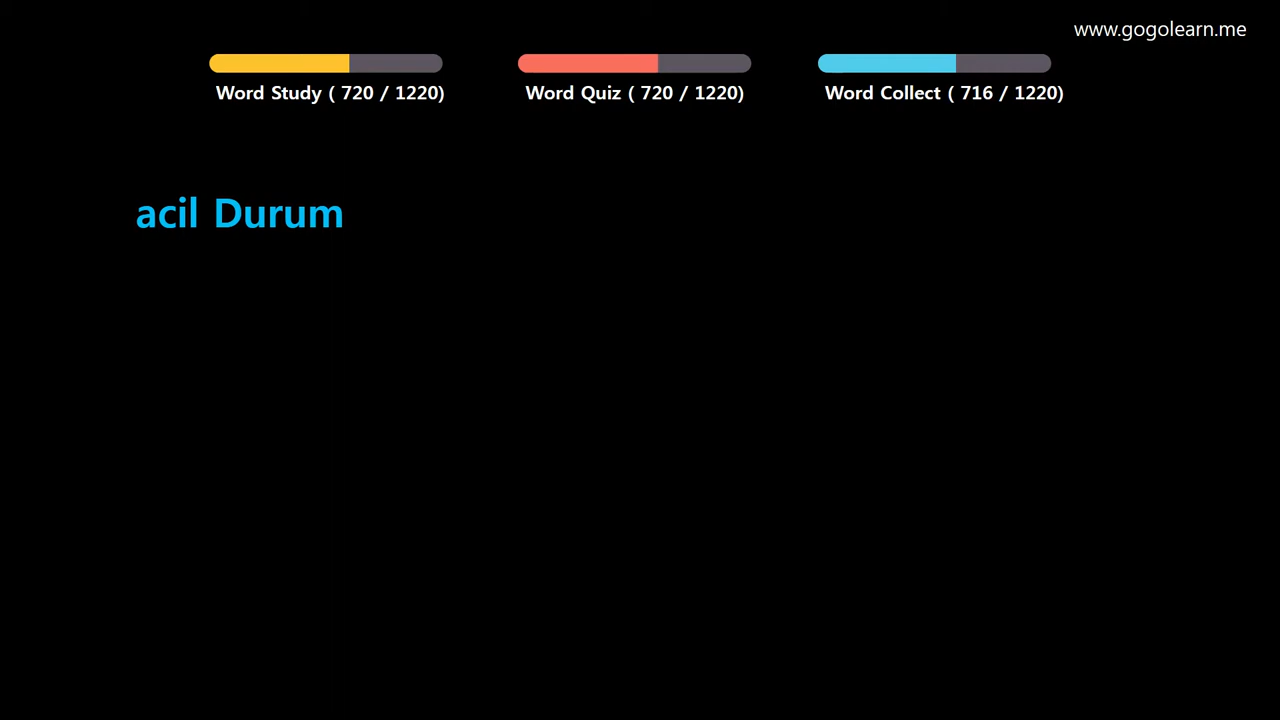 www.gogolearn.me
Word Study ( 720 / 1220)
Word Quiz ( 720 / 1220)
Word Collect ( 716 / 1220)
acil Durum